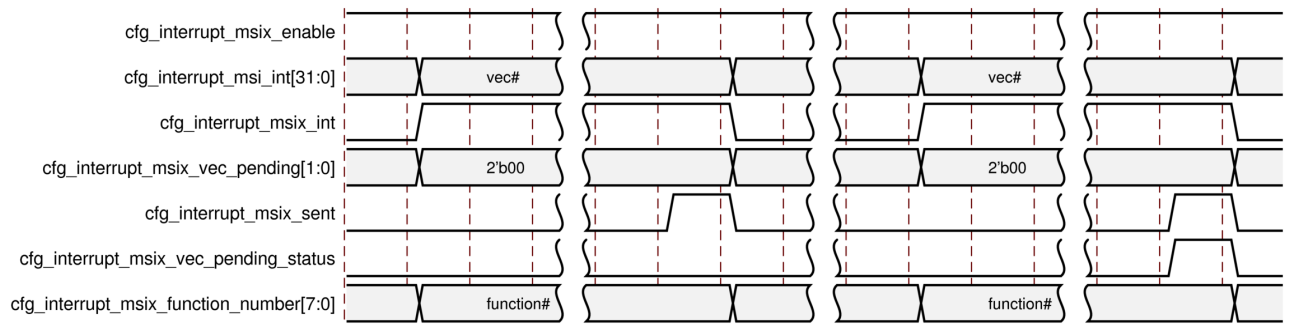 cfg_interrupt_msix_enable
cfg_interrupt_msi_int[31:0] vec# vec#
cfg_interrupt_msix_int
cfg_interrupt_msix_vec_pending[1:0] 2'b00 2'b00
cfg_interrupt_msix_sent
cfg_interrupt_msix_vec_pending_status
cfg_interrupt_msix_function_number[7:0] function# function#